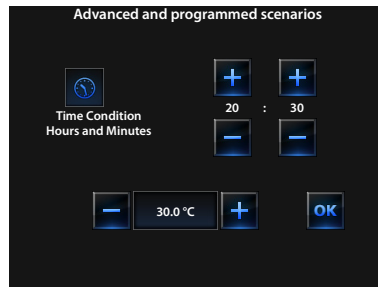 Advanced and programmed scenarios
Time Condition
Hours and Minutes
+ +
20 : 30
− −
− 30.0 °C + OK